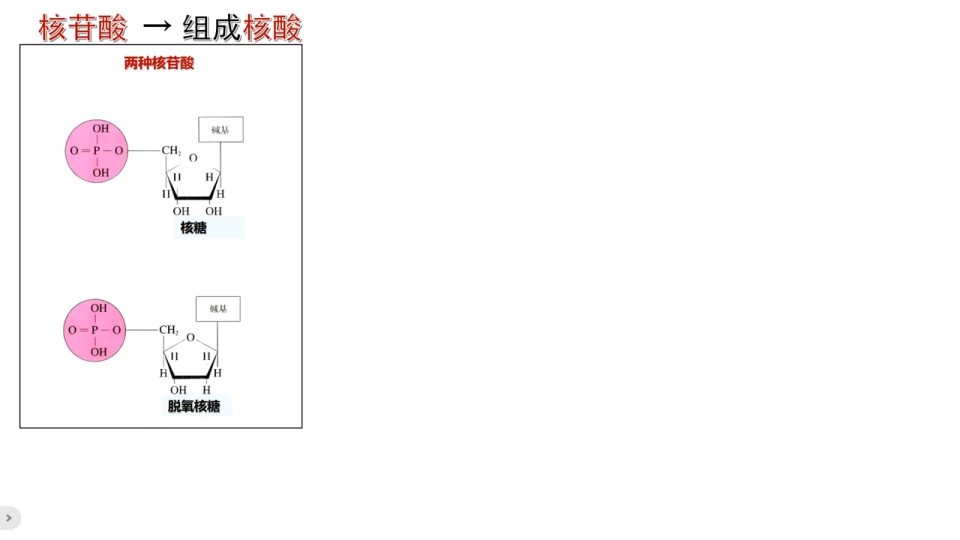 核苷酸 → 组成核酸
两种核苷酸
碱基
OH
O = P — O CH₂ O
OH H H
H H
OH OH
核糖
碱基
OH
O = P — O CH₂ O
OH H H
H H
OH H
脱氧核糖